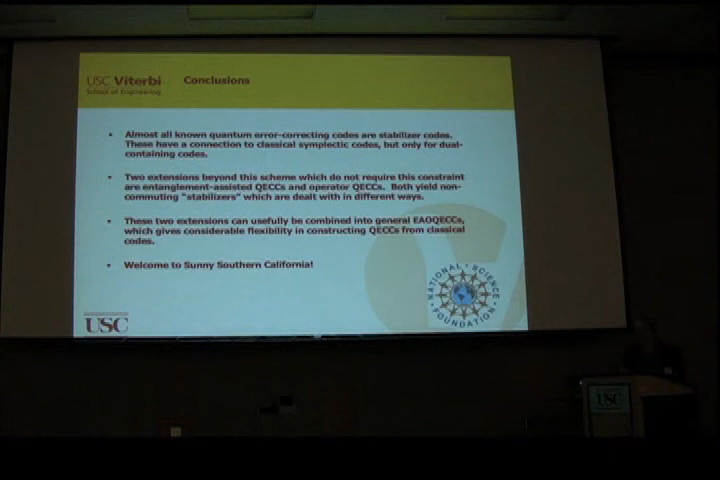 USC Viterbi
School of Engineering
Conclusions
• Almost all known quantum error-correcting codes are stabilizer codes.
These have a connection to classical symplectic codes, but only for dual-
containing codes.
• Two extensions beyond this scheme which do not require this constraint
are entanglement-assisted QECCs and operator QECCs. Both yield non-
commuting "stabilizers" which are dealt with in different ways.
• These two extensions can usefully be combined into general EAOQECCs,
which gives considerable flexibility in constructing QECCs from classical
codes.
• Welcome to Sunny Southern California!
NATIONAL • SCIENCE
• FOUNDATION •
USC
USC